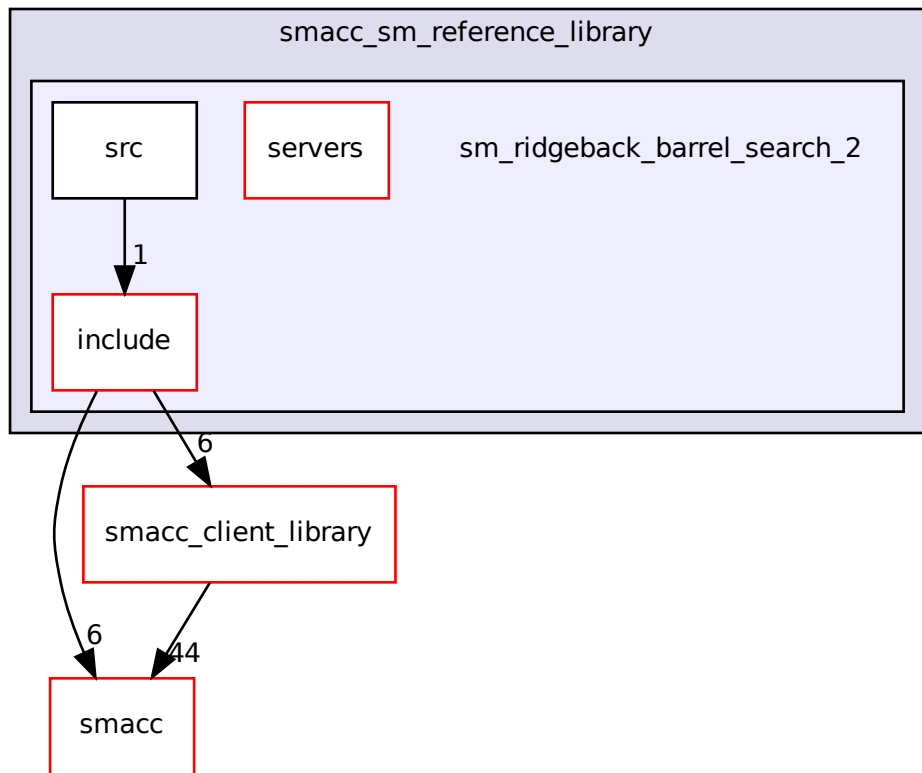 smacc_sm_reference_library
src
servers
sm_ridgeback_barrel_search_2
1
include
6
smacc_client_library
6
44
smacc